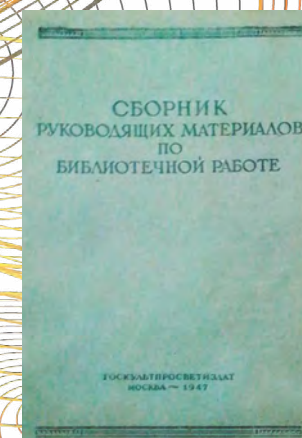 СБОРНИК
РУКОВОДЯЩИХ МАТЕРИАЛОВ
ПО
БИБЛИОТЕЧНОЙ РАБОТЕ
ГОСКУЛЬТПРОСВЕТИЗДАТ
МОСКВА ~ 1947